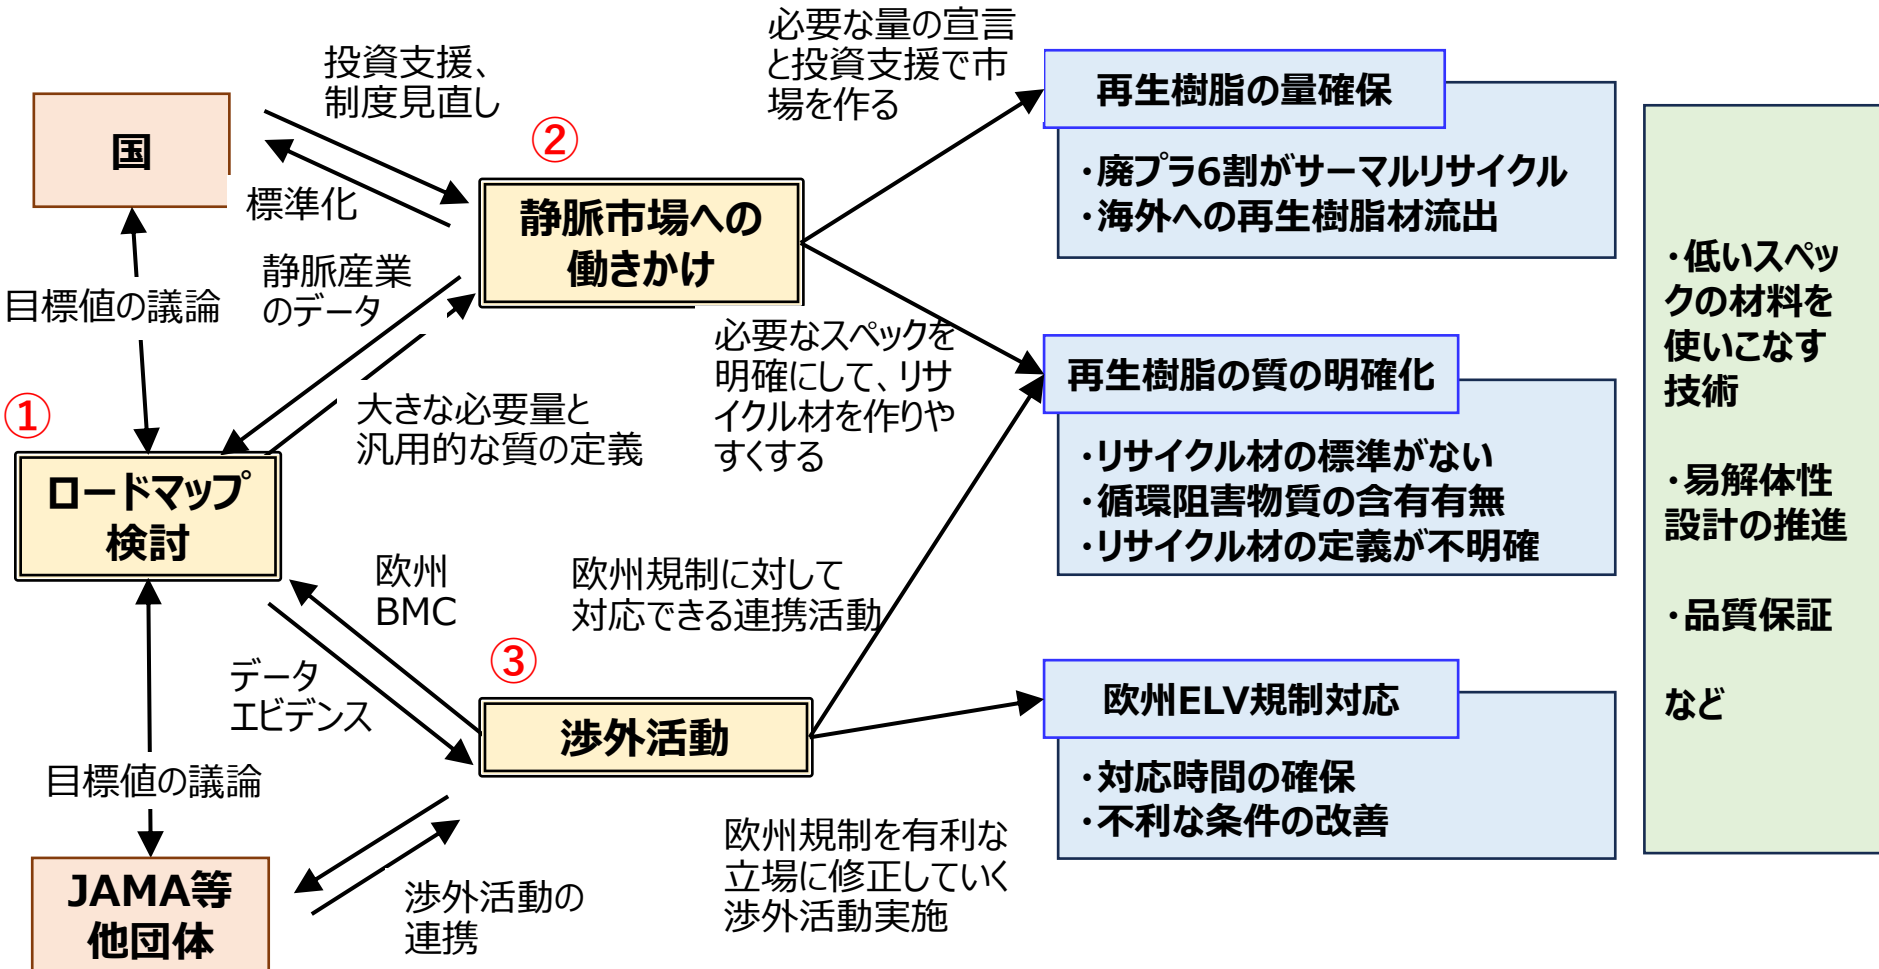 必要な量の宣言
と投資支援で市
場を作る
投資支援、
制度見直し
国
②
標準化
静脈市場への
働きかけ
静脈産業
のデータ
目標値の議論
①
大きな必要量と
汎用的な質の定義
必要なスペックを
明確にして、リサ
イクル材を作りや
すくする
ロードマップ
検討
欧州
BMC
欧州規制に対して
対応できる連携活動
③
データ
エビデンス
渉外活動
目標値の議論
JAMA等
他団体
渉外活動の
連携
欧州規制を有利な
立場に修正していく
渉外活動実施
再生樹脂の量確保
・廃プラ6割がサーマルリサイクル
・海外への再生樹脂材流出
再生樹脂の質の明確化
・リサイクル材の標準がない
・循環阻害物質の含有有無
・リサイクル材の定義が不明確
欧州ELV規制対応
・対応時間の確保
・不利な条件の改善
・低いスペッ
クの材料を
使いこなす
技術
・易解体性
設計の推進
・品質保証
など